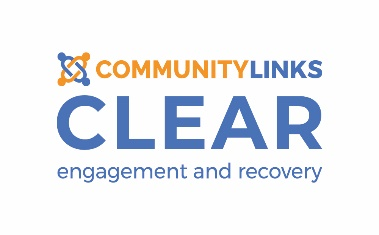 COMMUNITYLINKS
CLEAR
engagement and recovery